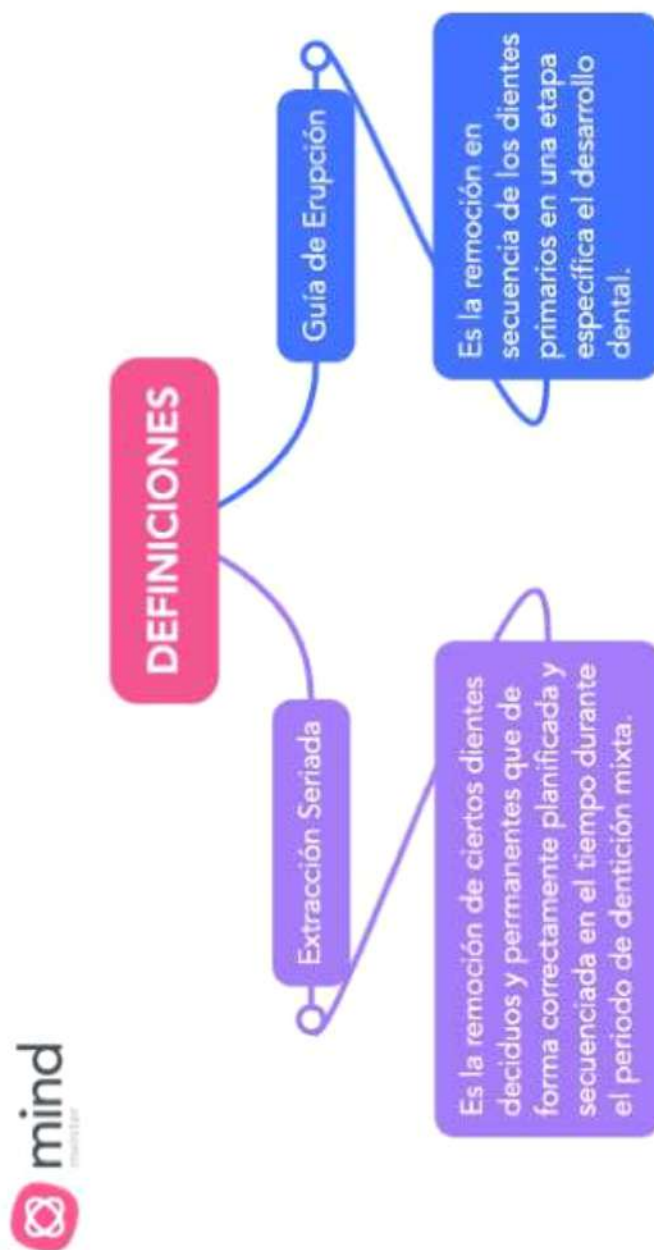 mind
meister
DEFINICIONES
Extracción Seriada
Es la remoción de ciertos dientes
deciduos y permanentes que de
forma correctamente planificada y
secuenciada en el tiempo durante
el periodo de dentición mixta.
Guía de Erupción
Es la remoción en
secuencia de los dientes
primarios en una etapa
específica el desarrollo
dental.